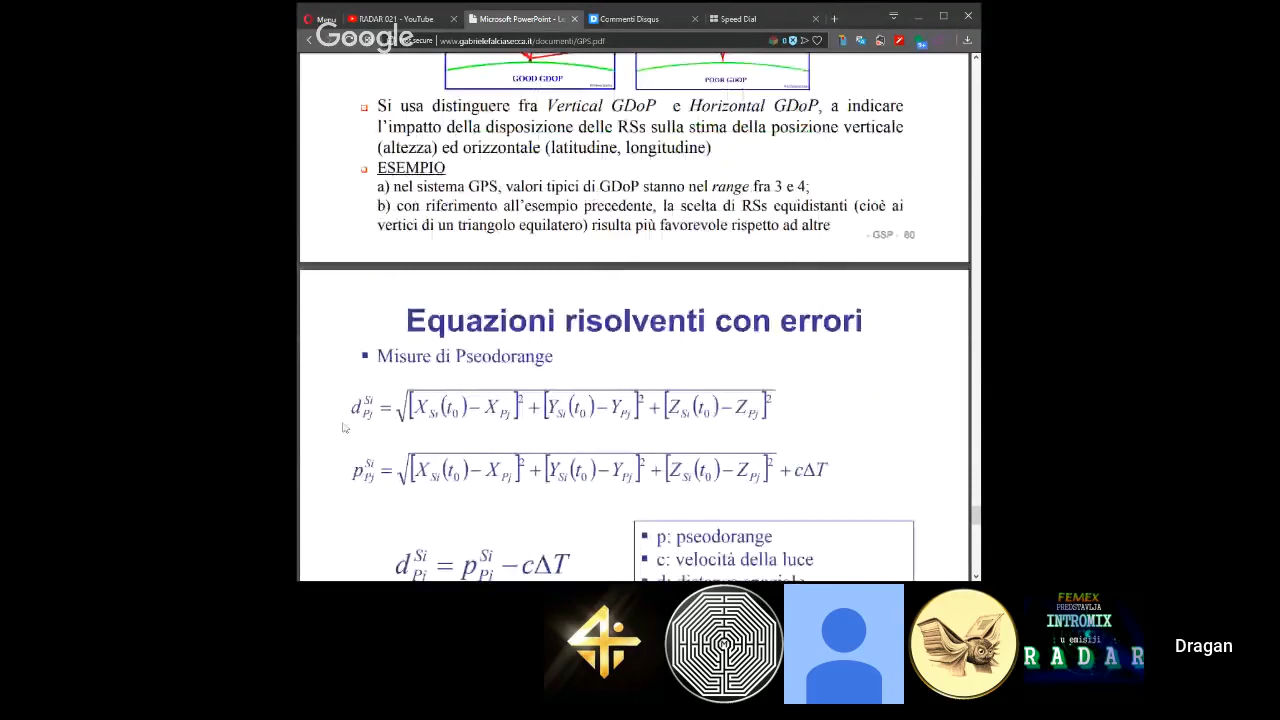 Menu
RADAR 021 - YouTube
Microsoft PowerPoint - Le
Commenti Disqus
Speed Dial
Google
secure
www.gabrielefalciasecca.it/documenti/GPS.pdf
GOOD GDOP
POOR GDOP
Si usa distinguere fra Vertical GDoP e Horizontal GDoP, a indicare
l'impatto della disposizione delle RSs sulla stima della posizione verticale
(altezza) ed orizzontale (latitudine, longitudine)
ESEMPIO
a) nel sistema GPS, valori tipici di GDoP stanno nel range fra 3 e 4;
b) con riferimento all'esempio precedente, la scelta di RSs equidistanti (cioè ai
vertici di un triangolo equilatero) risulta più favorevole rispetto ad altre
- GSP - 60
Equazioni risolventi con errori
▪ Misure di Pseodorange
d_{Pj}^{Si} = √([X_{Si}(t_0) − X_{Pj}]^2 + [Y_{Si}(t_0) − Y_{Pj}]^2 + [Z_{Si}(t_0) − Z_{Pj}]^2)
p_{Pj}^{Si} = √([X_{Si}(t_0) − X_{Pj}]^2 + [Y_{Si}(t_0) − Y_{Pj}]^2 + [Z_{Si}(t_0) − Z_{Pj}]^2) + cΔT
d_{Pj}^{Si} = p_{Pj}^{Si} − cΔT
▪ p: pseodorange
▪ c: velocità della luce
FEMEX
PREDSTAVLJA
INTROMIX
u emisiji
RADAR
Dragan